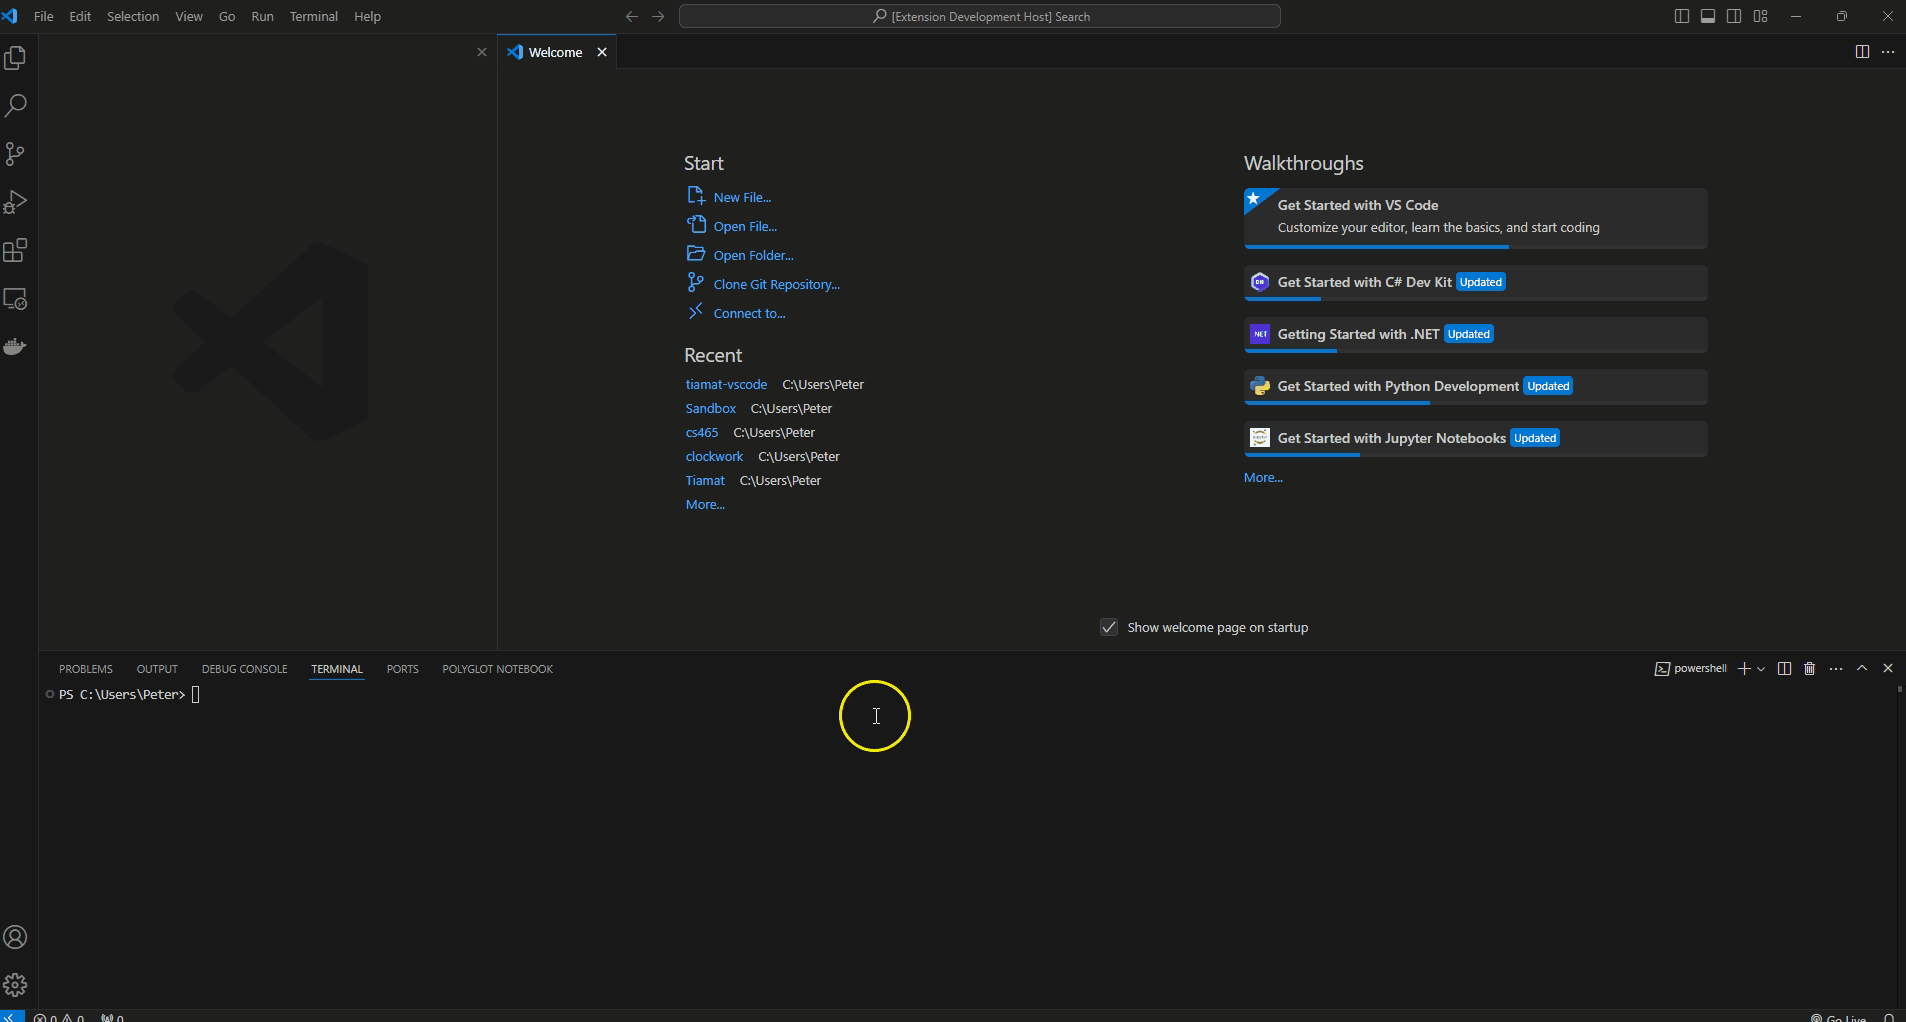 File Edit Selection View Go Run Terminal Help
[Extension Development Host] Search
Welcome
Start
New File...
Open File...
Open Folder...
Clone Git Repository...
Connect to...
Recent
tiamat-vscode C:\Users\Peter
Sandbox C:\Users\Peter
cs465 C:\Users\Peter
clockwork C:\Users\Peter
Tiamat C:\Users\Peter
More...
Walkthroughs
Get Started with VS Code
Customize your editor, learn the basics, and start coding
Get Started with C# Dev Kit Updated
NET Getting Started with .NET Updated
Get Started with Python Development Updated
Get Started with Jupyter Notebooks Updated
More...
Show welcome page on startup
PROBLEMS OUTPUT DEBUG CONSOLE TERMINAL PORTS POLYGLOT NOTEBOOK
powershell
PS C:\Users\Peter>
0 0 0
Go Live